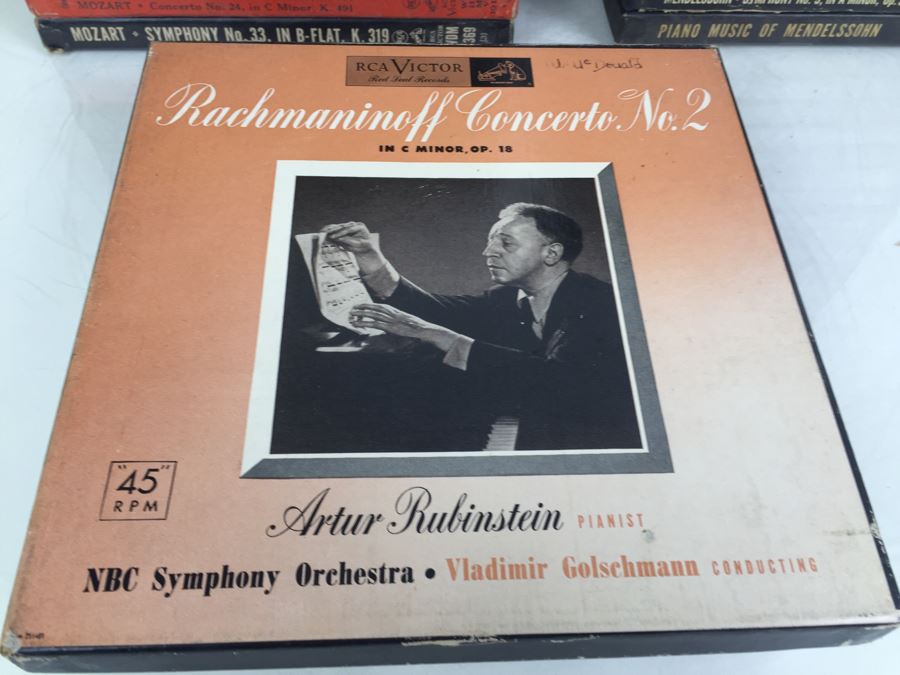 MOZART • Concerto No. 24, in C Minor, K. 491
MOZART • SYMPHONY No. 33, IN B-FLAT, K. 319
PIANO MUSIC OF MENDELSSOHN
RCA VICTOR
Red Seal Records
McDonald
Rachmaninoff Concerto No. 2
IN C MINOR, OP. 18
"45"
RPM
Artur Rubinstein PIANIST
NBC Symphony Orchestra • Vladimir Golschmann CONDUCTING